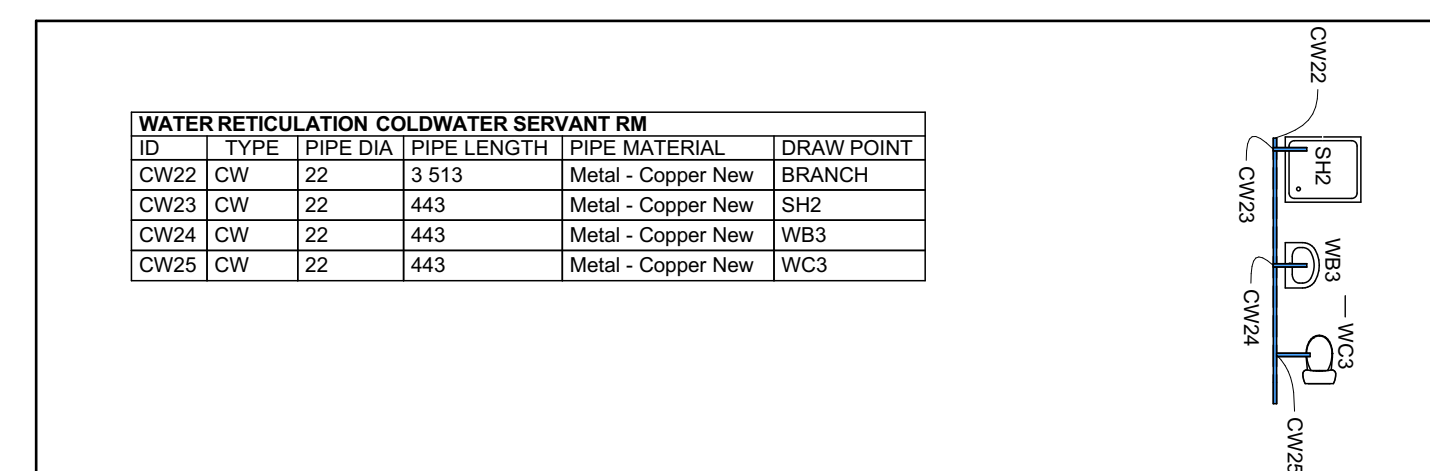 WATER RETICULATION COLDWATER SERVANT RM
ID TYPE PIPE DIA PIPE LENGTH PIPE MATERIAL DRAW POINT
CW22 CW 22 3 513 Metal - Copper New BRANCH
CW23 CW 22 443 Metal - Copper New SH2
CW24 CW 22 443 Metal - Copper New WB3
CW25 CW 22 443 Metal - Copper New WC3
CW22
SH2
CW23
WB3
CW24
WC3
CW25